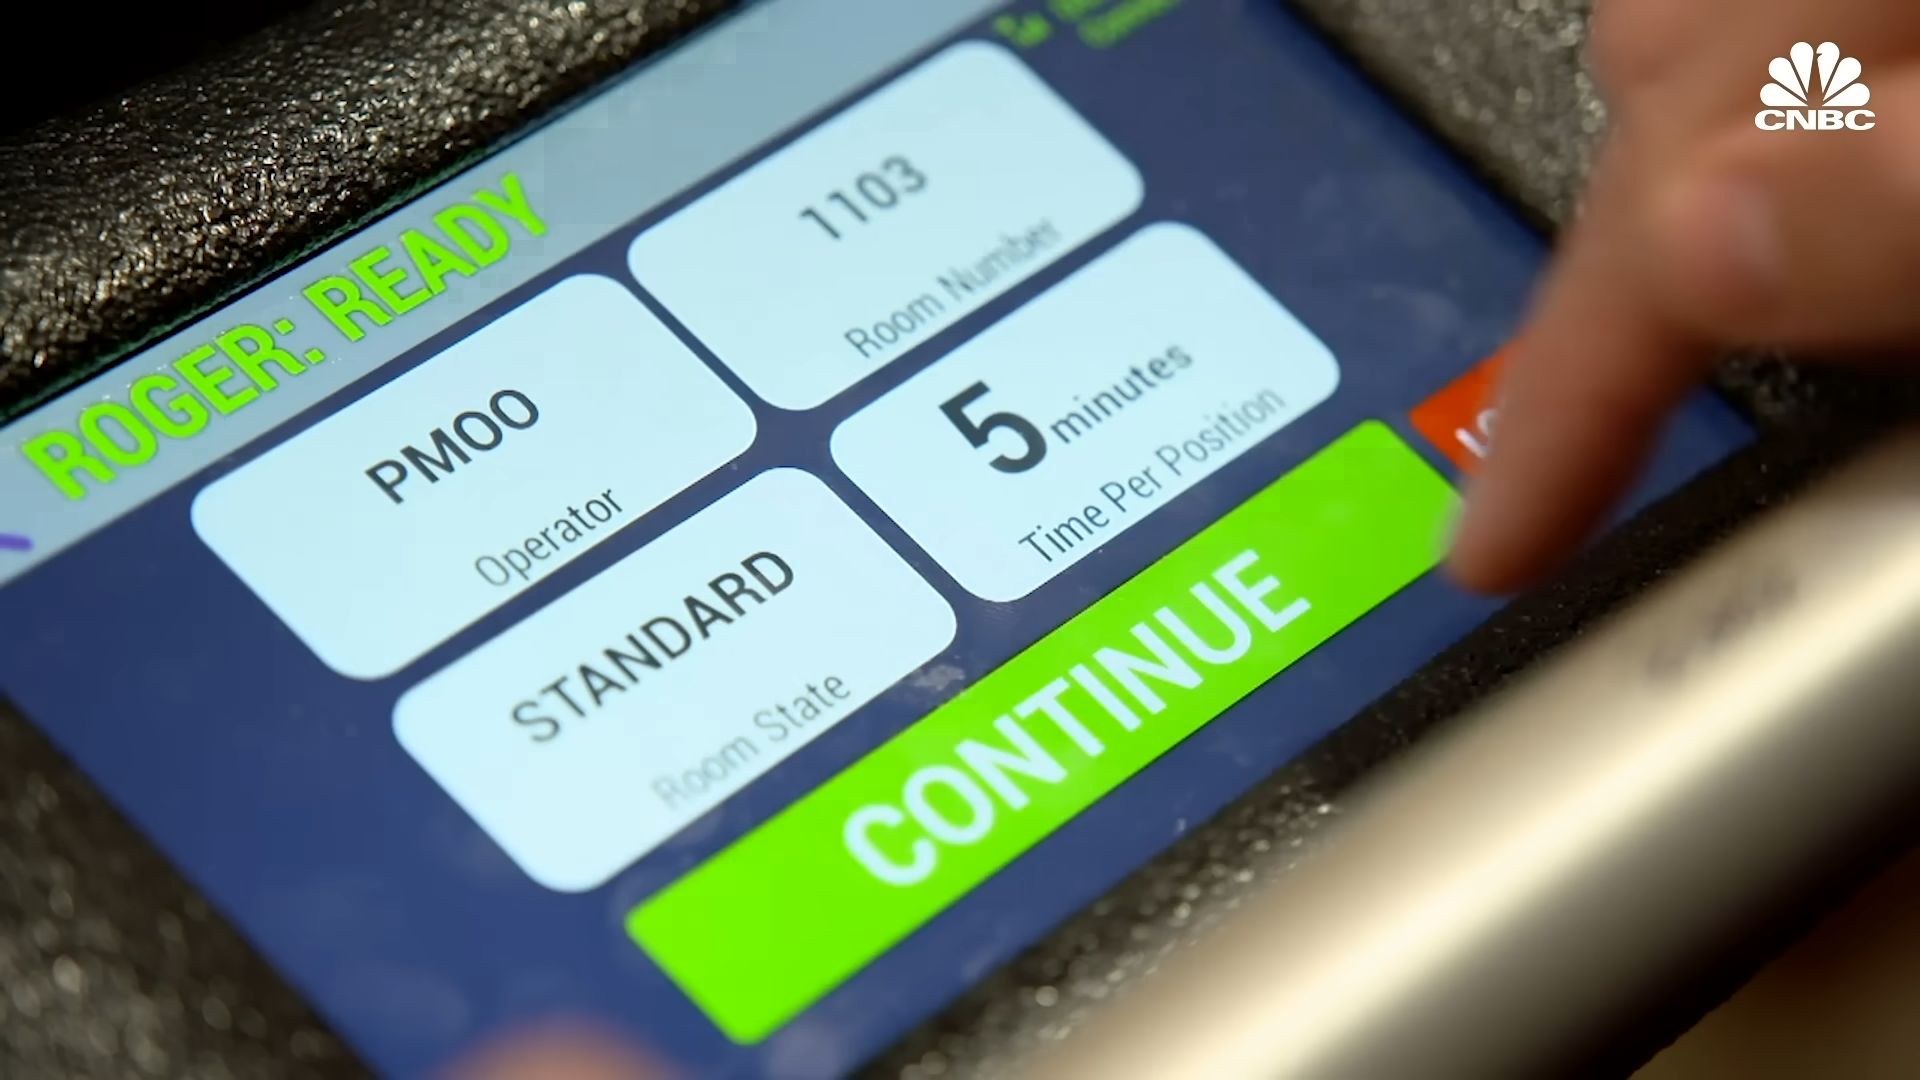 CNBC
ROGER: READY
PMOO
Operator
1103
Room Number
STANDARD
Room State
5 minutes
Time Per Position
CONTINUE